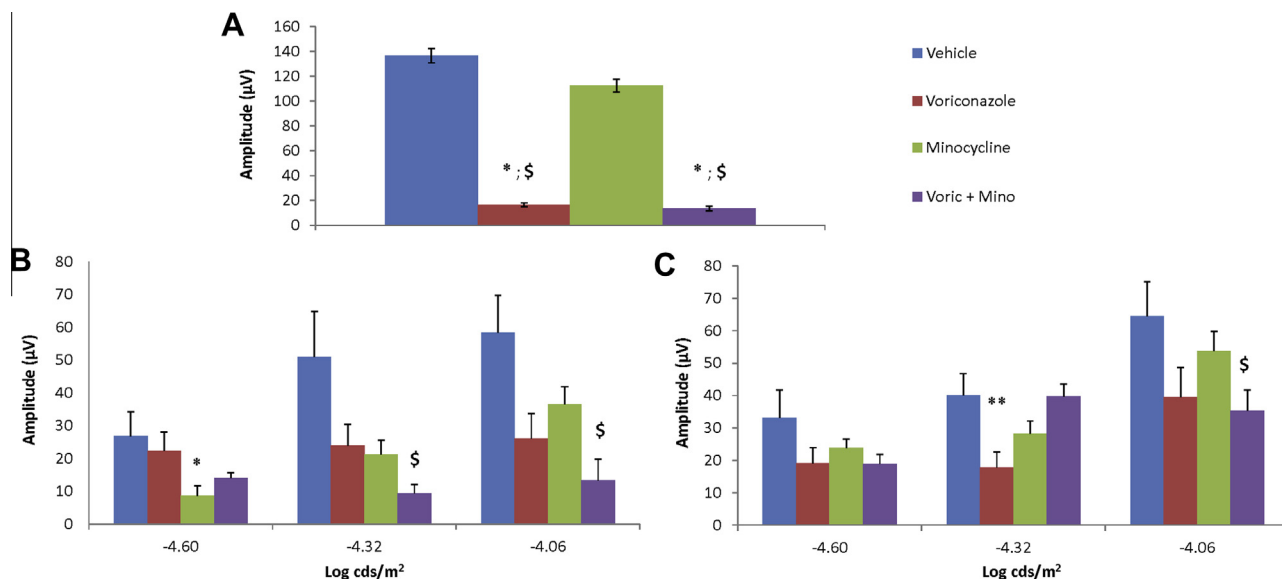 A
160
140
120
100
80
60
40
20
0
Amplitude (µV)
* ; $
* ; $
Vehicle
Voriconazole
Minocycline
Voric + Mino
B
80
70
60
50
40
30
20
10
0
Amplitude (µV)
*
$
$
-4.60
-4.32
-4.06
Log cds/m²
C
80
70
60
50
40
30
20
10
0
Amplitude (µV)
**
$
-4.60
-4.32
-4.06
Log cds/m²